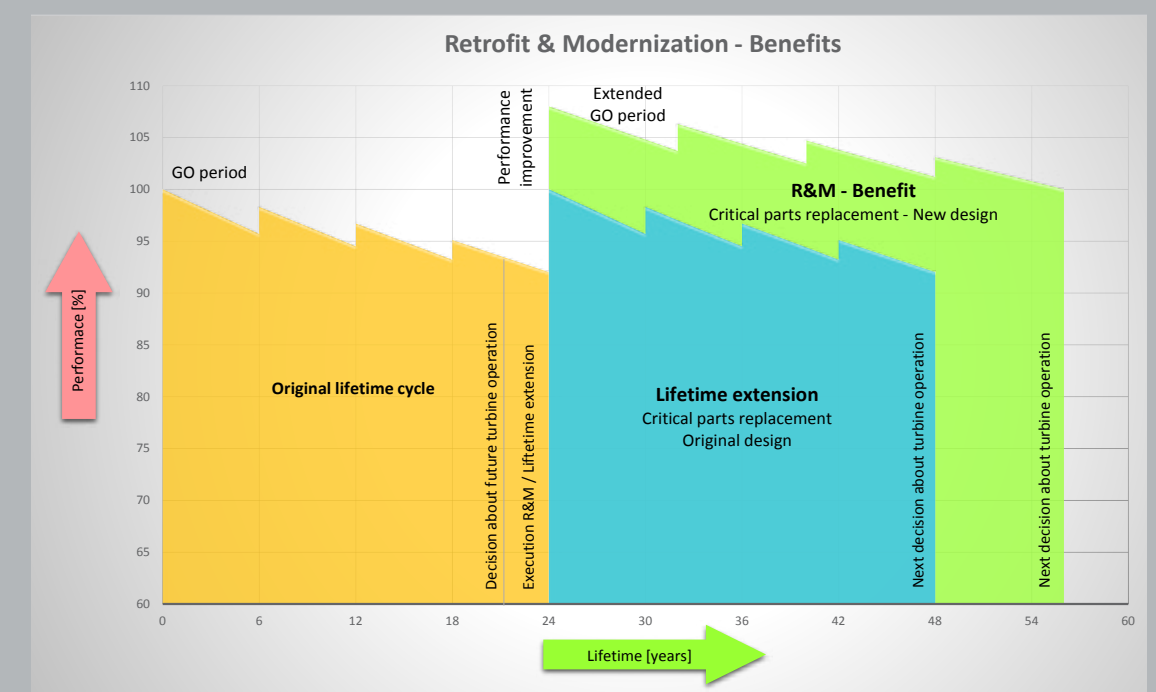 Retrofit & Modernization - Benefits
110
105
100
95
90
85
80
75
70
65
60
Performace [%]
GO period
Original lifetime cycle
Decision about future turbine operation
Execution R&M / Liftetime extension
Performance
improvement
Extended
GO period
R&M - Benefit
Critical parts replacement - New design
Lifetime extension
Critical parts replacement
Original design
Next decision about turbine operation
Next decision about turbine operation
0 6 12 18 24 30 36 42 48 54 60
Lifetime [years]